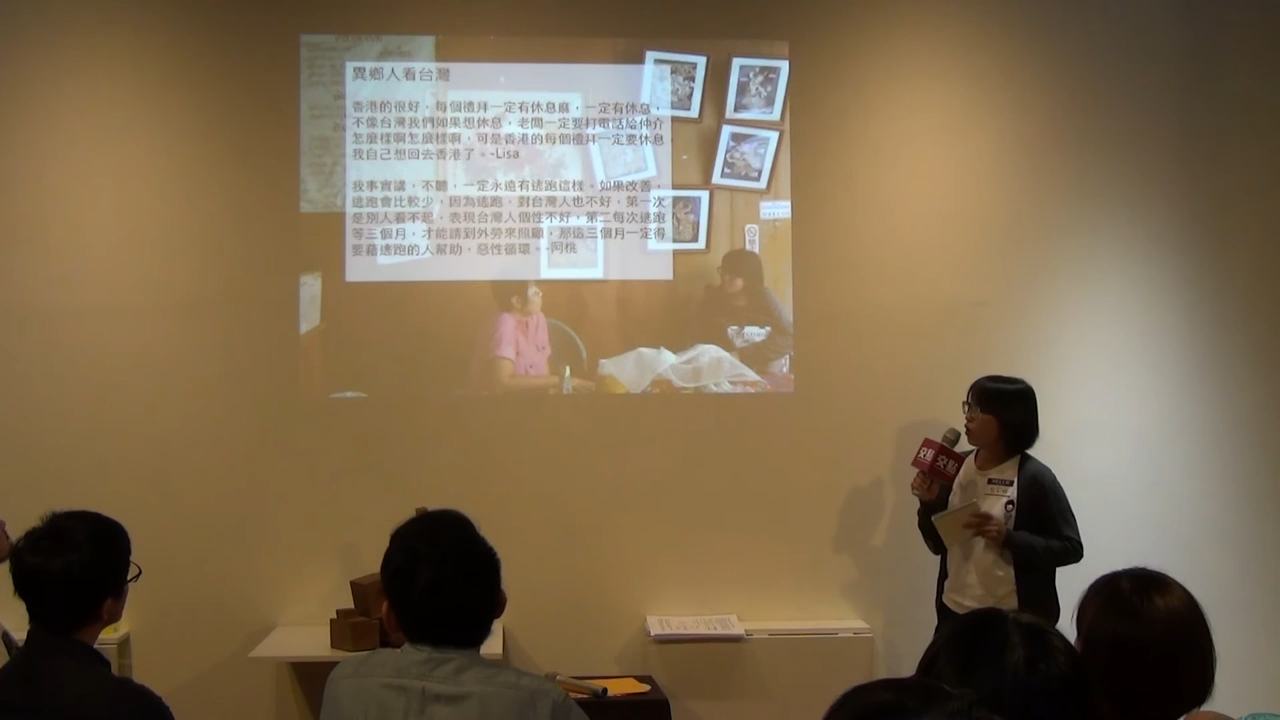 異鄉人看台灣
香港的很好，每個禮拜一定有休息嘛，一定有休息，
不像台灣我們如果想休息，老闆一定要打電話給仲介
怎麼樣啊怎麼樣啊，可是香港的每個禮拜一定要休息，
我自己想回去香港了。-Lisa
我事實講，不聽，一定永遠有逃跑這樣。如果改善，
逃跑會比較少，因為逃跑，對台灣人也不好，第一次
是別人看不起，表現台灣人個性不好，第二每次逃跑
等三個月，才能請到外勞來照顧，那這三個月一定得
要藉逃跑的人幫助，惡性循環。-阿桃
交點
交點
HELLO